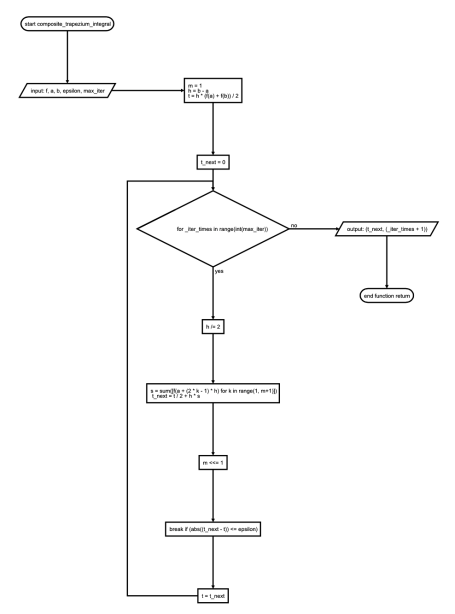 start composite_trapezium_integral
input: f, a, b, epsilon, max_iter
m = 1
h = b - a
t = h * (f(a) + f(b)) / 2
t_next = 0
for _iter_times in range(int(max_iter))
no
output: (t_next, (_iter_times + 1))
yes
end function return
h /= 2
s = sum([f(a + (2 * k - 1) * h) for k in range(1, m+1)])
t_next = t / 2 + h * s
m <<= 1
break if (abs((t_next - t)) <= epsilon)
t = t_next